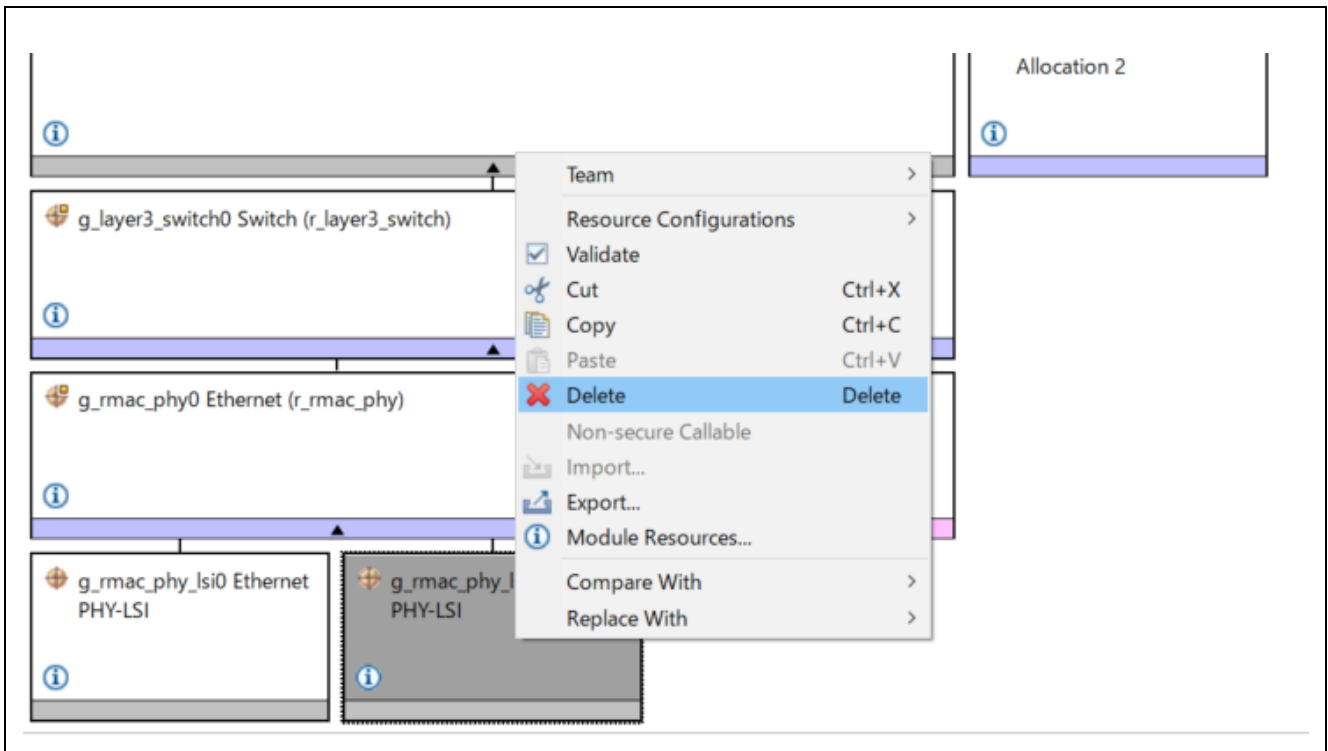 Allocation 2
g_layer3_switch0 Switch (r_layer3_switch)
g_rmac_phy0 Ethernet (r_rmac_phy)
g_rmac_phy_lsi0 Ethernet
PHY-LSI
g_rmac_phy_l
PHY-LSI
Team
Resource Configurations
Validate
Cut Ctrl+X
Copy Ctrl+C
Paste Ctrl+V
Delete Delete
Non-secure Callable
Import...
Export...
Module Resources...
Compare With
Replace With